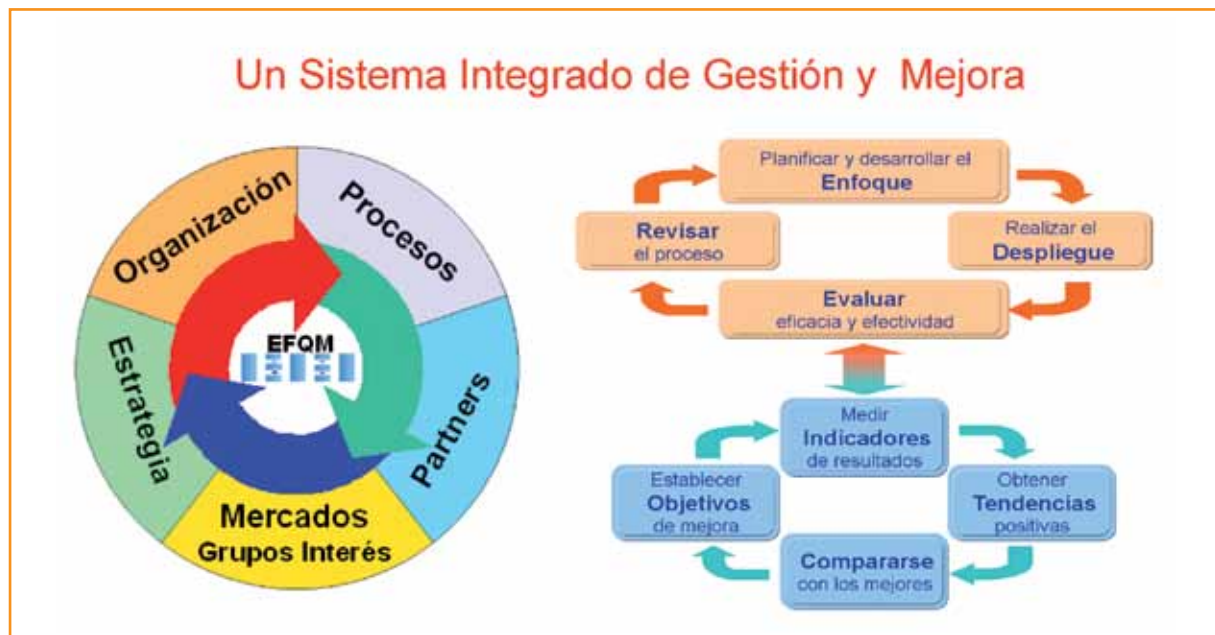 Un Sistema Integrado de Gestión y Mejora
Organización
Procesos
Partners
Mercados
Grupos Interés
Estrategia
EFQM
Planificar y desarrollar el
Enfoque
Realizar el
Despliegue
Evaluar
eficacia y efectividad
Revisar
el proceso
Medir
Indicadores
de resultados
Obtener
Tendencias
positivas
Compararse
con los mejores
Establecer
Objetivos
de mejora